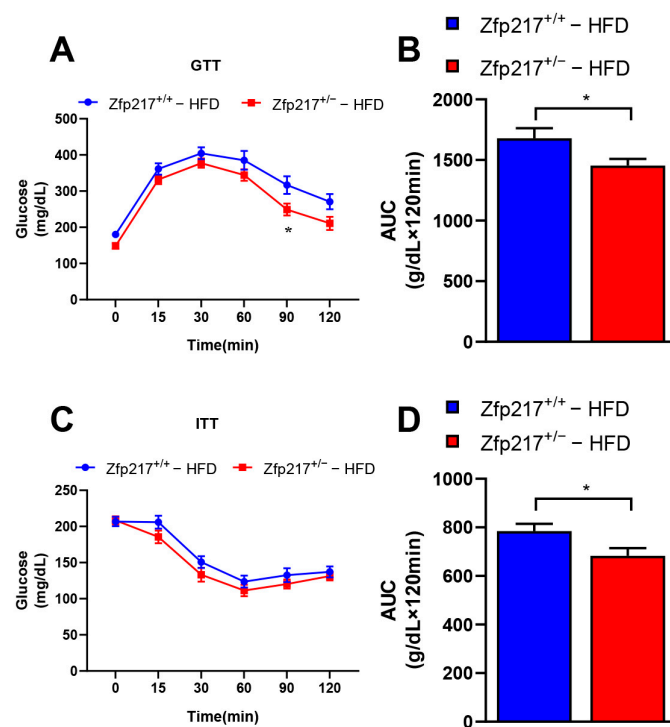 A
GTT
Zfp217+/+ – HFD
Zfp217+/− – HFD
500
400
300
200
100
0
Glucose
(mg/dL)
*
0 15 30 60 90 120
Time(min)
B
Zfp217+/+ – HFD
Zfp217+/− – HFD
2000
1500
1000
500
0
AUC
(g/dL×120min)
*
C
ITT
Zfp217+/+ – HFD
Zfp217+/− – HFD
250
200
150
100
50
0
Glucose
(mg/dL)
0 15 30 60 90 120
Time(min)
D
Zfp217+/+ – HFD
Zfp217+/− – HFD
1000
800
600
400
200
0
AUC
(g/dL×120min)
*